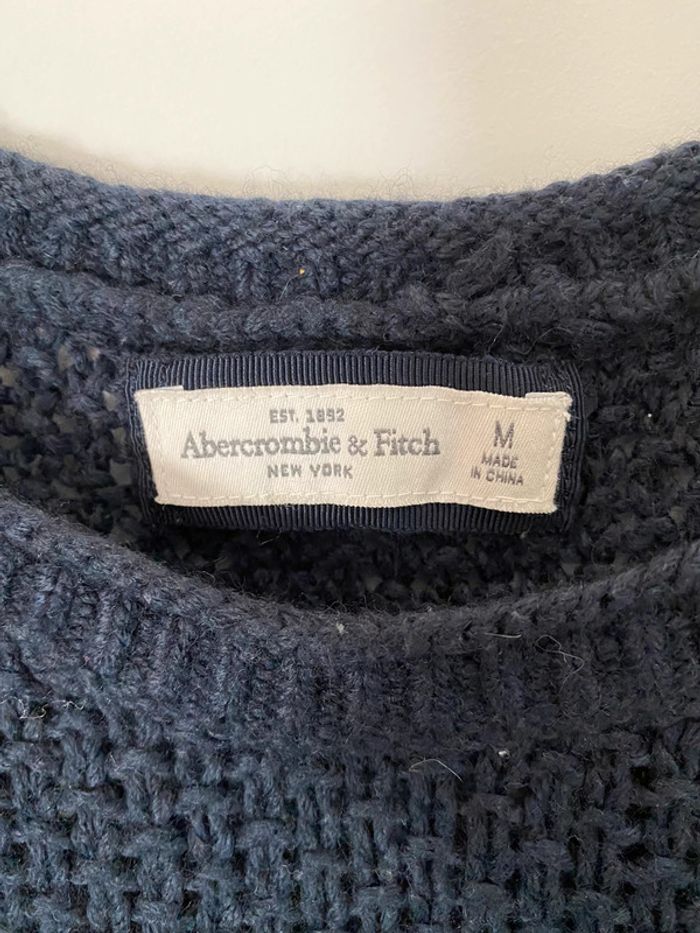 EST. 1892
Abercrombie & Fitch
NEW YORK
M
MADE
IN CHINA